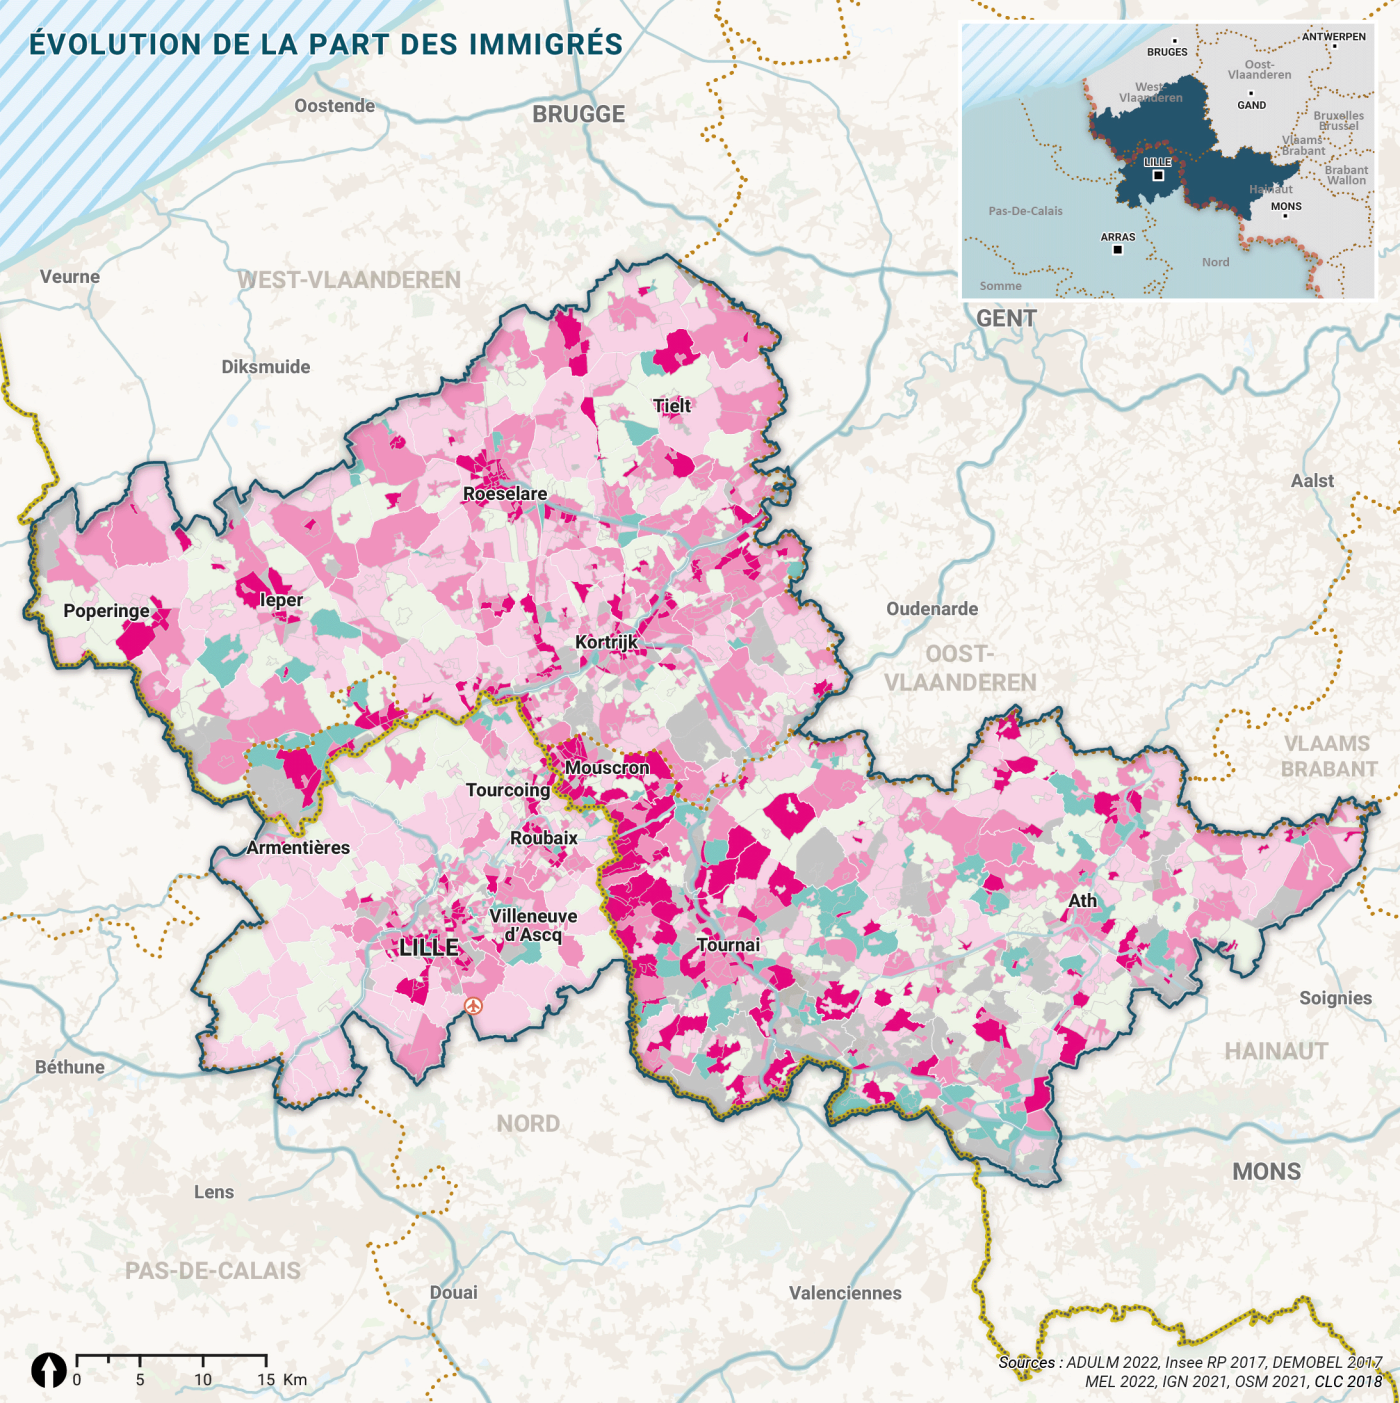 ÉVOLUTION DE LA PART DES IMMIGRÉS
Oostende
BRUGGE
Veurne
WEST-VLAANDEREN
Diksmuide
GENT
Tielt
Roeselare
Aalst
Poperinge
Ieper
Oudenarde
Kortrijk
OOST-
VLAANDEREN
VLAAMS
BRABANT
Mouscron
Tourcoing
Roubaix
Armentières
Ath
Villeneuve
d'Ascq
LILLE
Tournai
Soignies
HAINAUT
Béthune
NORD
MONS
Lens
PAS-DE-CALAIS
Douai
Valenciennes
0 5 10 15 Km
Sources : ADULM 2022, Insee RP 2017, DEMOBEL 2017
MEL 2022, IGN 2021, OSM 2021, CLC 2018
ANTWERPEN
BRUGES
Oost-
Vlaanderen
West
Vlaanderen
GAND
Bruxelles
Brussel
Vlaams
Brabant
LILLE
Brabant
Wallon
Hainaut
MONS
Pas-De-Calais
ARRAS
Nord
Somme